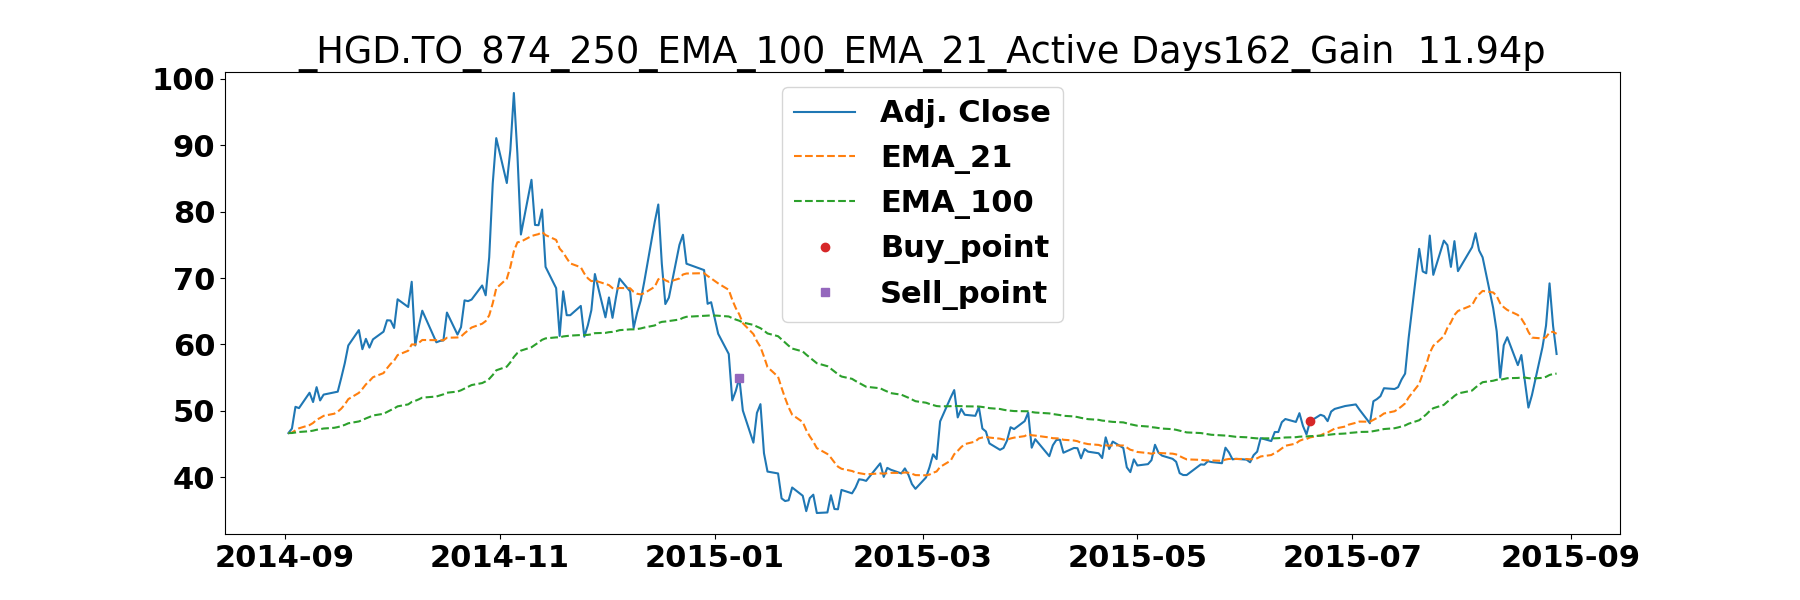 _HGD.TO_874_250_EMA_100_EMA_21_Active Days162_Gain  11.94p
100
90
80
70
60
50
40
Adj. Close
EMA_21
EMA_100
Buy_point
Sell_point
2014-09 2014-11 2015-01 2015-03 2015-05 2015-07 2015-09